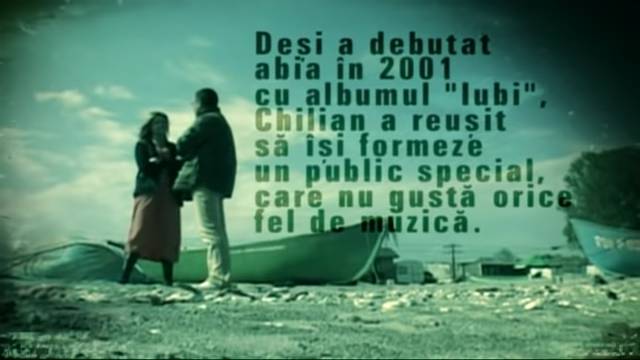 Deși a debutat
abia în 2001
cu albumul "Iubi",
Chilian a reușit
să își formeze
un public special,
care nu gustă orice
fel de muzică.